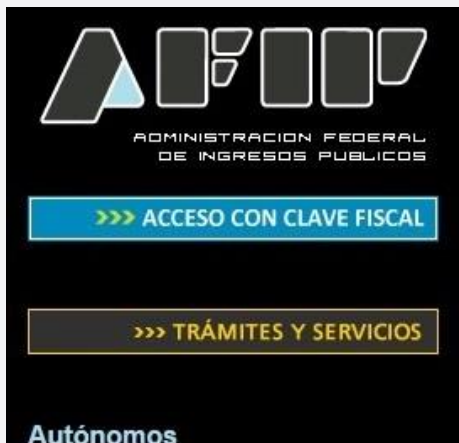 AFIP
ADMINISTRACION FEDERAL
DE INGRESOS PUBLICOS
>>> ACCESO CON CLAVE FISCAL
>>> TRÁMITES Y SERVICIOS
Autónomos